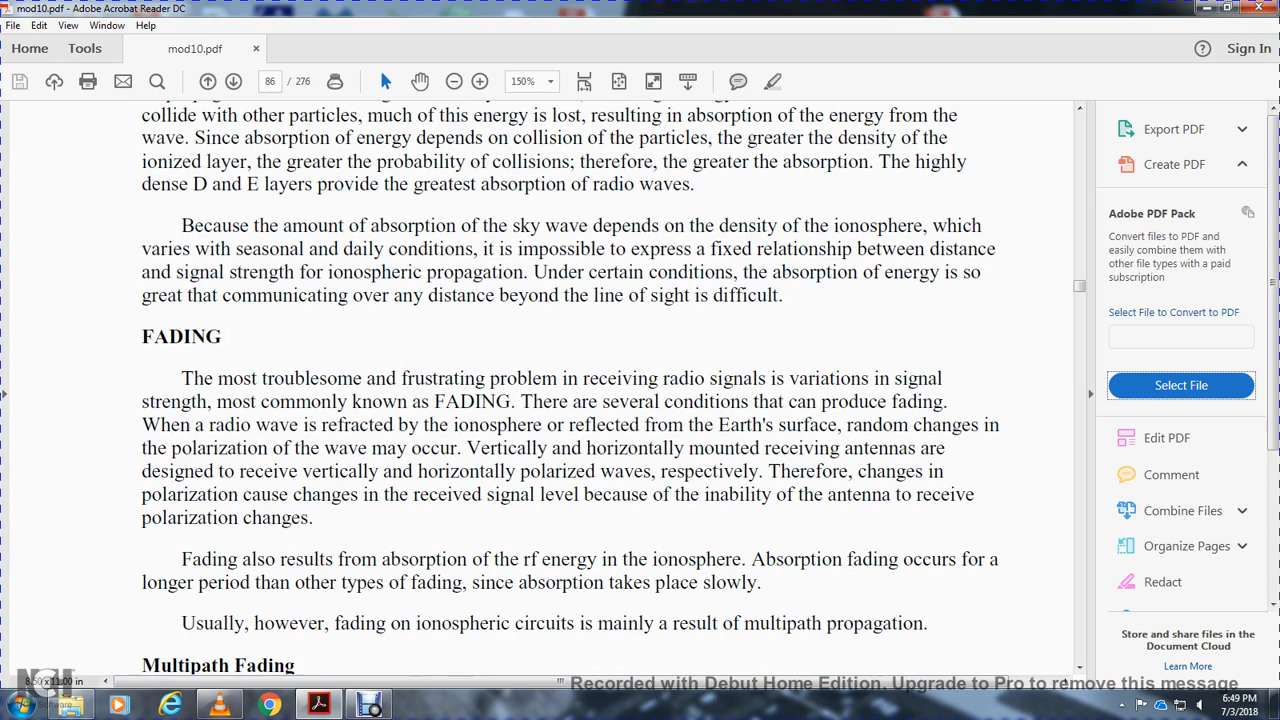 mod10.pdf - Adobe Acrobat Reader DC
File Edit View Window Help
Home Tools mod10.pdf × Sign In
86 / 276 150%
collide with other particles, much of this energy is lost, resulting in absorption of the energy from the
wave. Since absorption of energy depends on collision of the particles, the greater the density of the
ionized layer, the greater the probability of collisions; therefore, the greater the absorption. The highly
dense D and E layers provide the greatest absorption of radio waves.
Because the amount of absorption of the sky wave depends on the density of the ionosphere, which
varies with seasonal and daily conditions, it is impossible to express a fixed relationship between distance
and signal strength for ionospheric propagation. Under certain conditions, the absorption of energy is so
great that communicating over any distance beyond the line of sight is difficult.
FADING
The most troublesome and frustrating problem in receiving radio signals is variations in signal
strength, most commonly known as FADING. There are several conditions that can produce fading.
When a radio wave is refracted by the ionosphere or reflected from the Earth's surface, random changes in
the polarization of the wave may occur. Vertically and horizontally mounted receiving antennas are
designed to receive vertically and horizontally polarized waves, respectively. Therefore, changes in
polarization cause changes in the received signal level because of the inability of the antenna to receive
polarization changes.
Fading also results from absorption of the rf energy in the ionosphere. Absorption fading occurs for a
longer period than other types of fading, since absorption takes place slowly.
Usually, however, fading on ionospheric circuits is mainly a result of multipath propagation.
Multipath Fading
8.50 x 11.00 in
Export PDF
Create PDF
Adobe PDF Pack
Convert files to PDF and
easily combine them with
other file types with a paid
subscription
Select File to Convert to PDF
Select File
Edit PDF
Comment
Combine Files
Organize Pages
Redact
Store and share files in the
Document Cloud
Learn More
Recorded with Debut Home Edition. Upgrade to Pro to remove this message
NCH Software
6:49 PM
7/3/2018